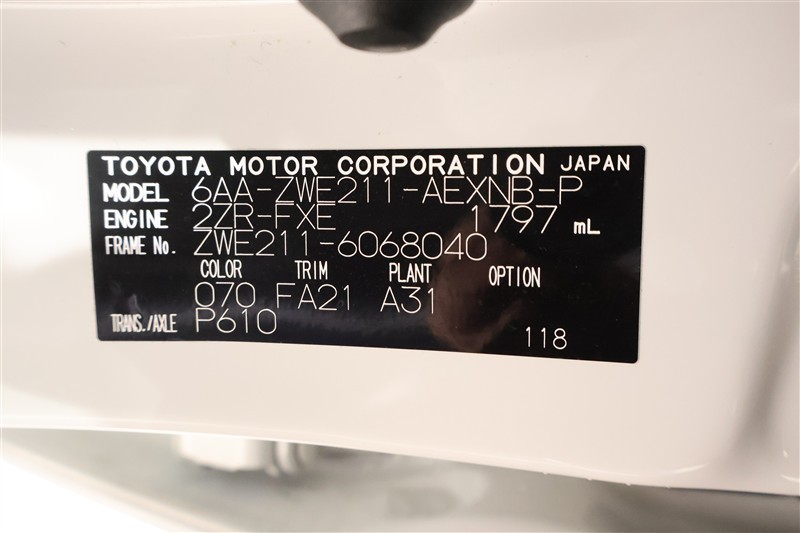 TOYOTA MOTOR CORPORATION JAPAN
MODEL 6AA-ZWE211-AEXNB-P
ENGINE 2ZR-FXE 1797 mL
FRAME No. ZWE211-6068040
COLOR TRIM PLANT OPTION
070 FA21 A31
TRANS./AXLE P610
118